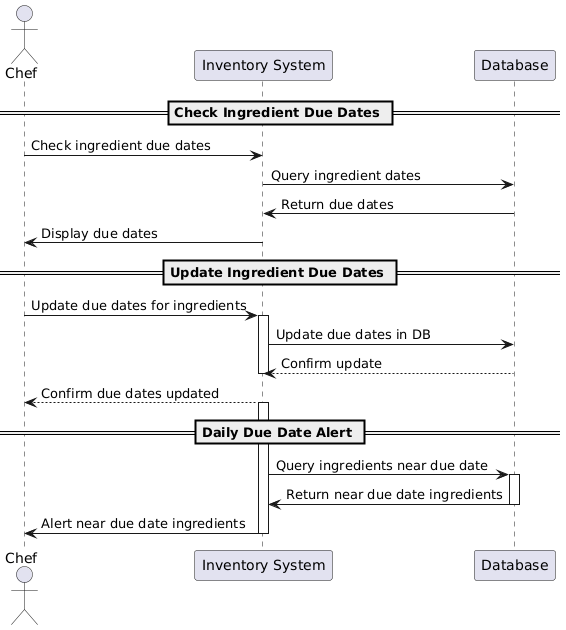 Chef
Inventory System
Database
Check Ingredient Due Dates
Check ingredient due dates
Query ingredient dates
Return due dates
Display due dates
Update Ingredient Due Dates
Update due dates for ingredients
Update due dates in DB
Confirm update
Confirm due dates updated
Daily Due Date Alert
Query ingredients near due date
Return near due date ingredients
Alert near due date ingredients
Chef
Inventory System
Database